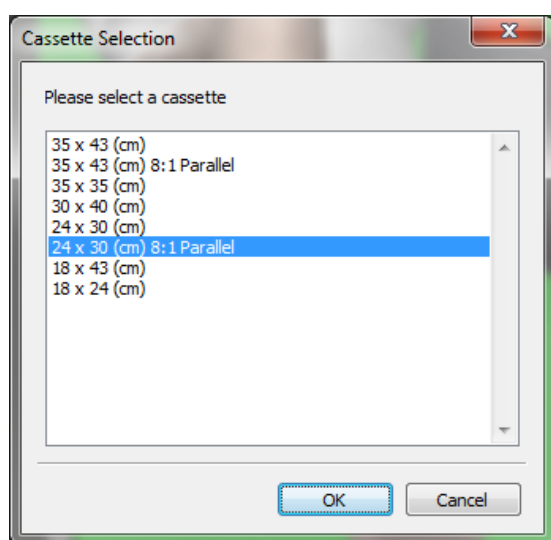 Cassette Selection
Please select a cassette
35 x 43 (cm)
35 x 43 (cm) 8:1 Parallel
35 x 35 (cm)
30 x 40 (cm)
24 x 30 (cm)
24 x 30 (cm) 8:1 Parallel
18 x 43 (cm)
18 x 24 (cm)
OK Cancel